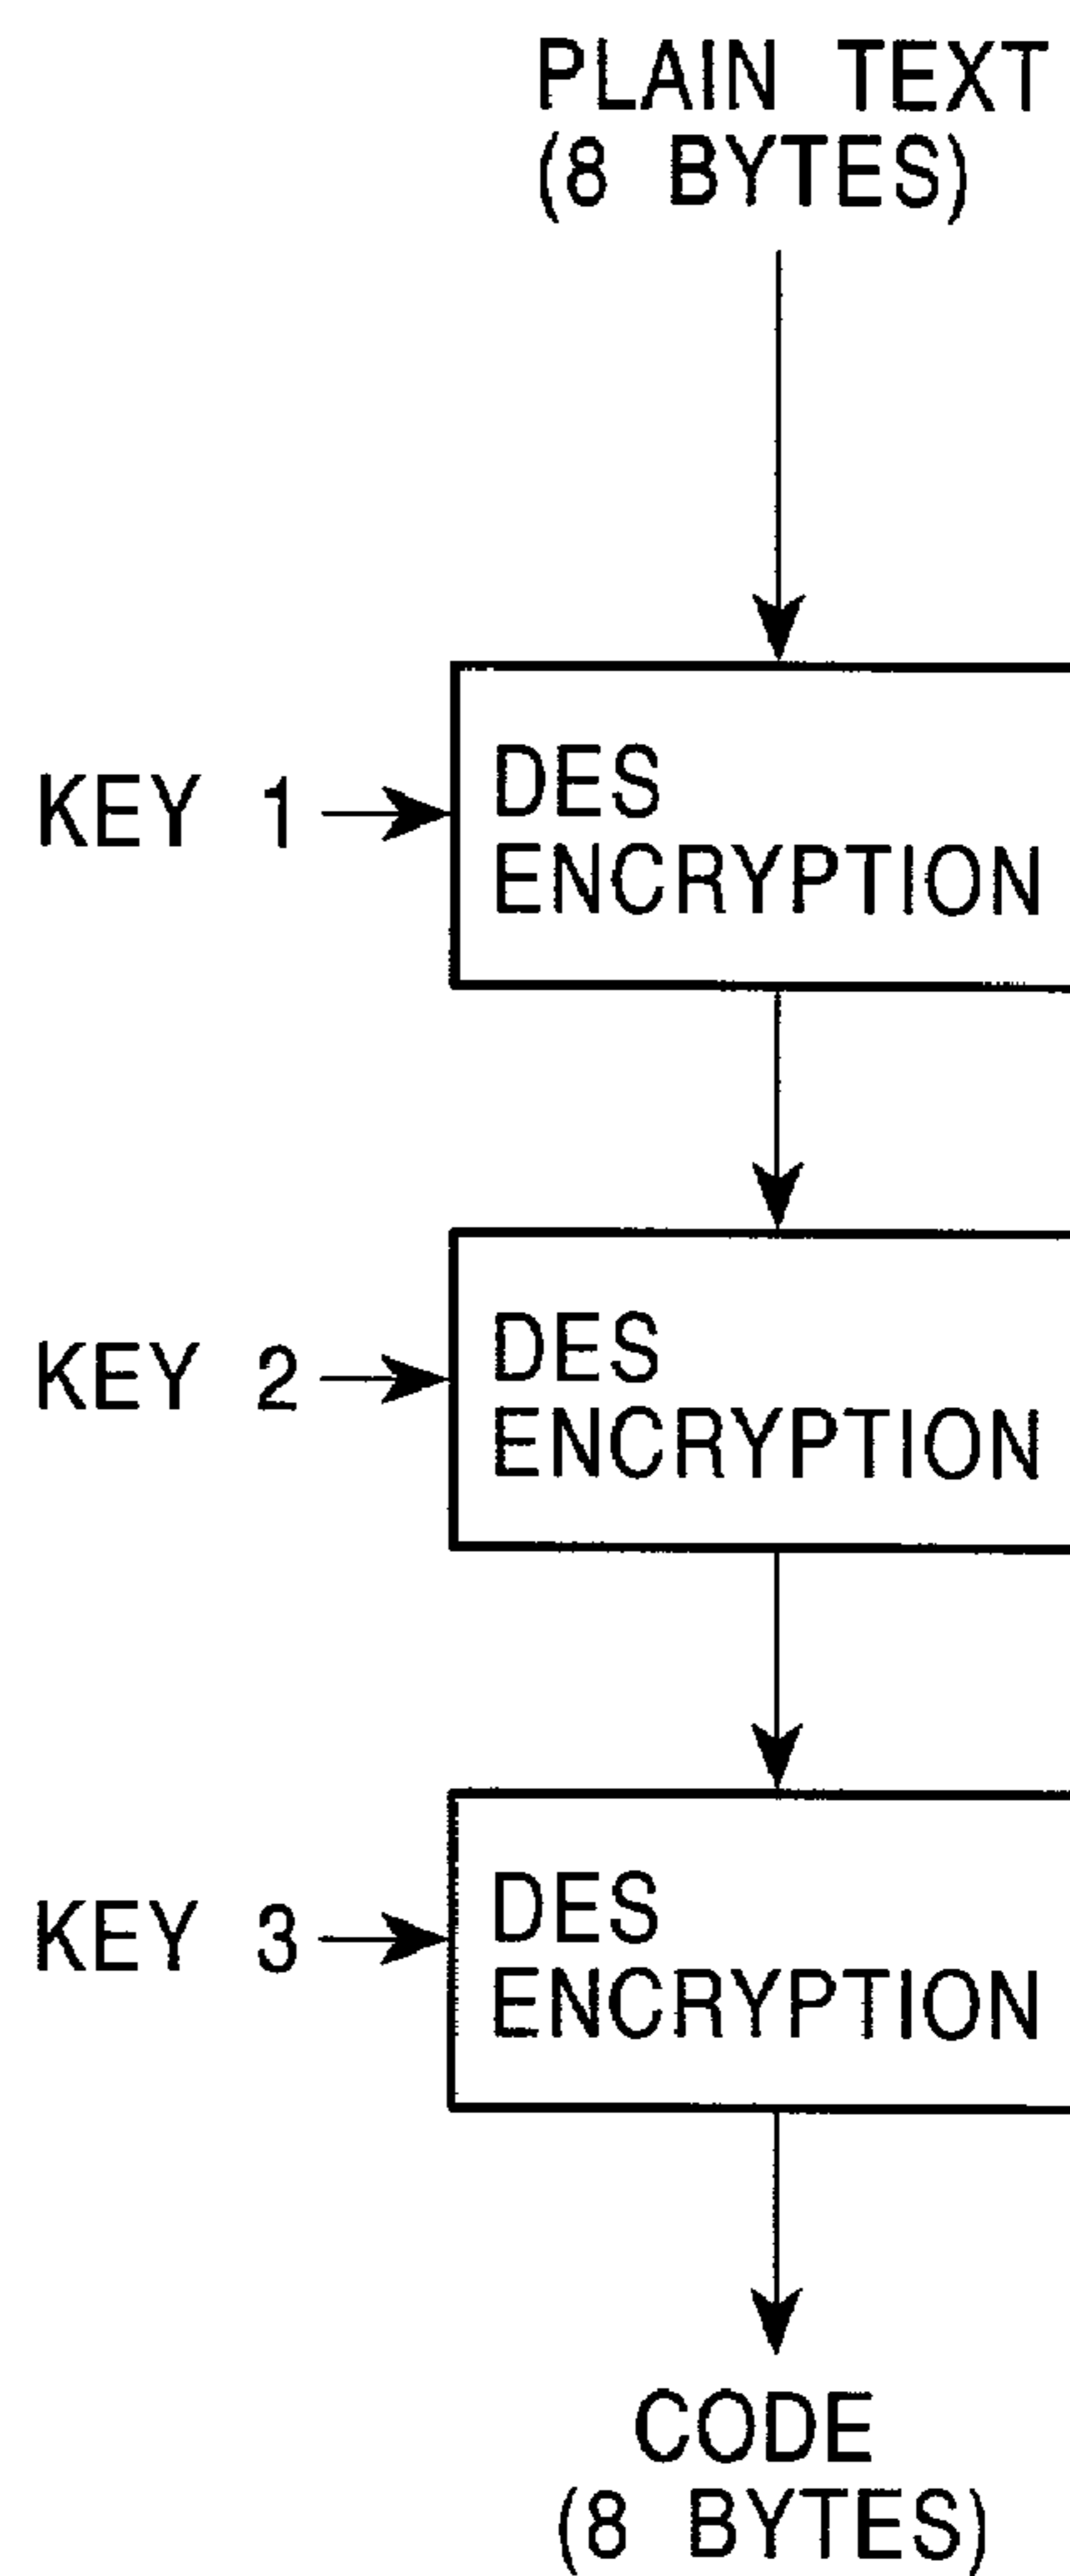 PLAIN TEXT
(8 BYTES)
KEY 1
DES
ENCRYPTION
KEY 2
DES
ENCRYPTION
KEY 3
DES
ENCRYPTION
CODE
(8 BYTES)